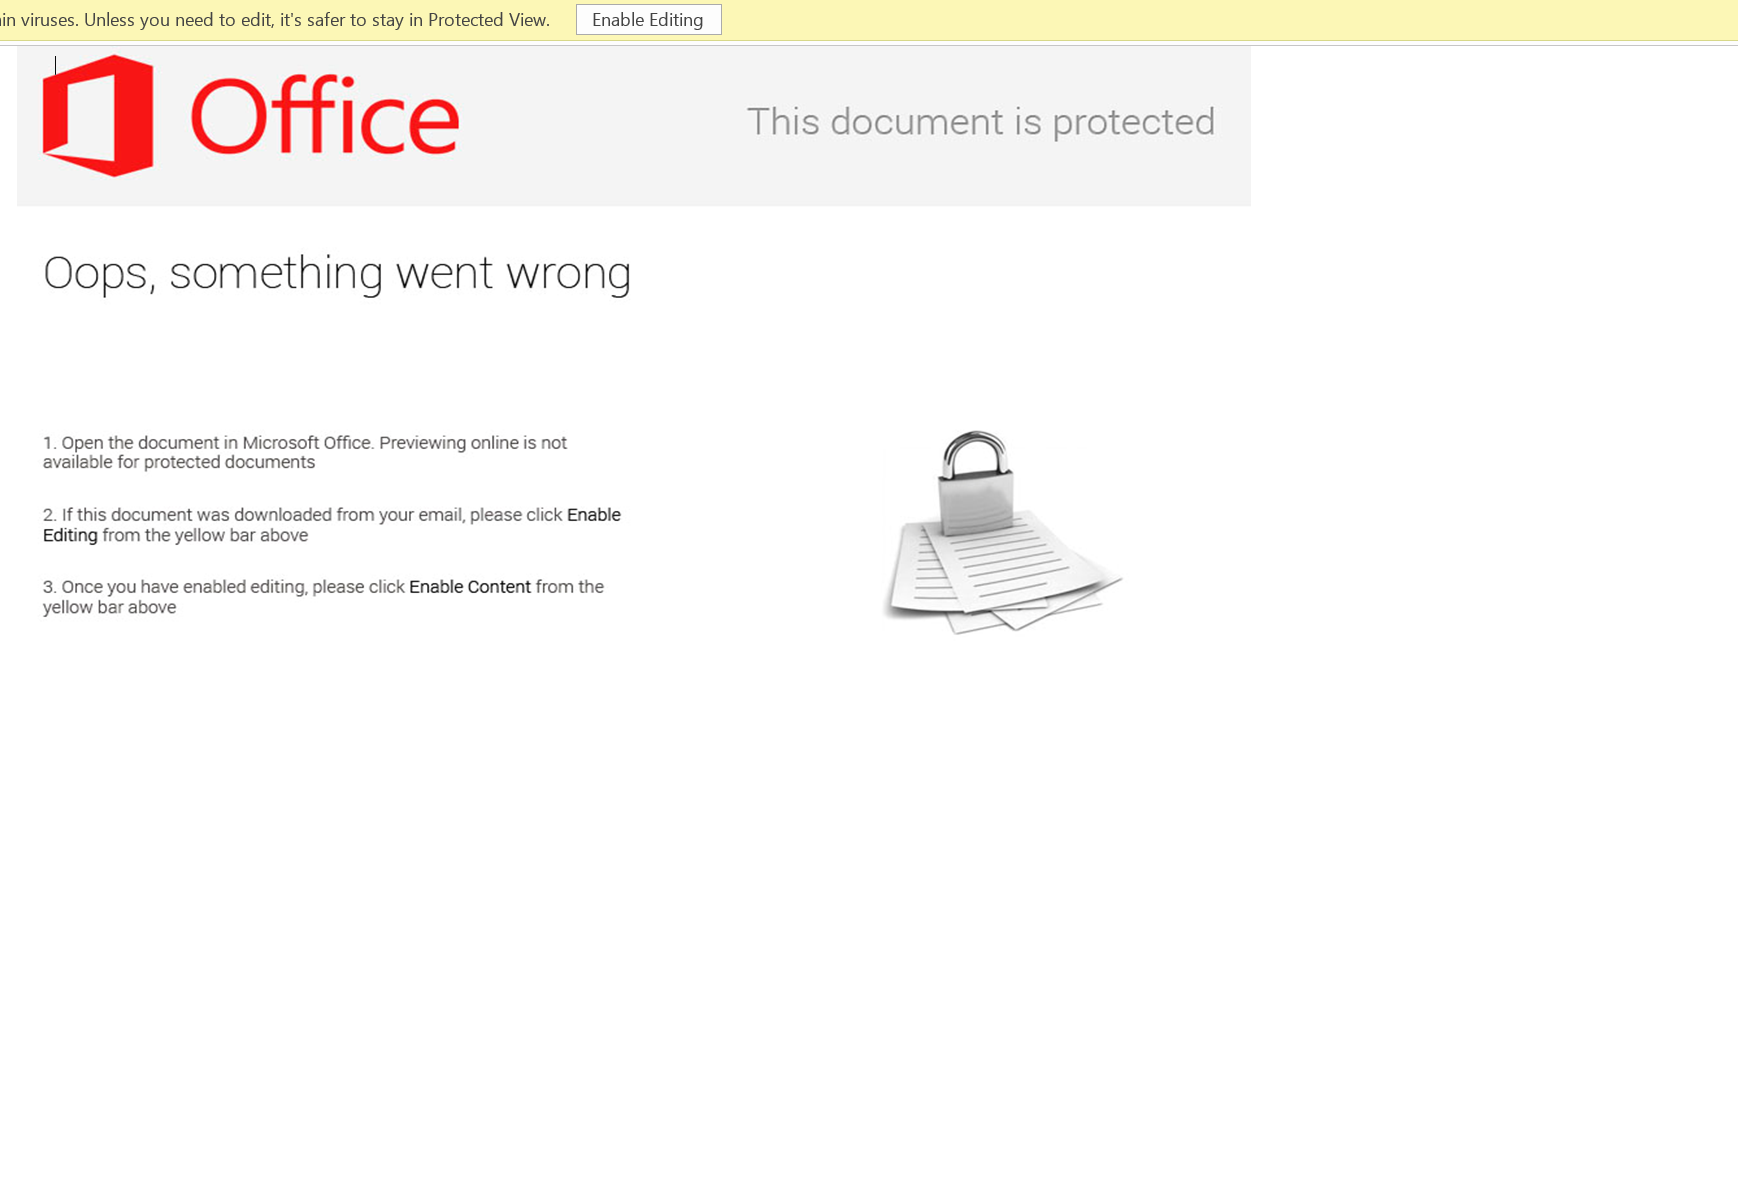 viruses. Unless you need to edit, it's safer to stay in Protected View. Enable Editing
Office
This document is protected
Oops, something went wrong
1. Open the document in Microsoft Office. Previewing online is not
available for protected documents
2. If this document was downloaded from your email, please click Enable
Editing from the yellow bar above
3. Once you have enabled editing, please click Enable Content from the
yellow bar above